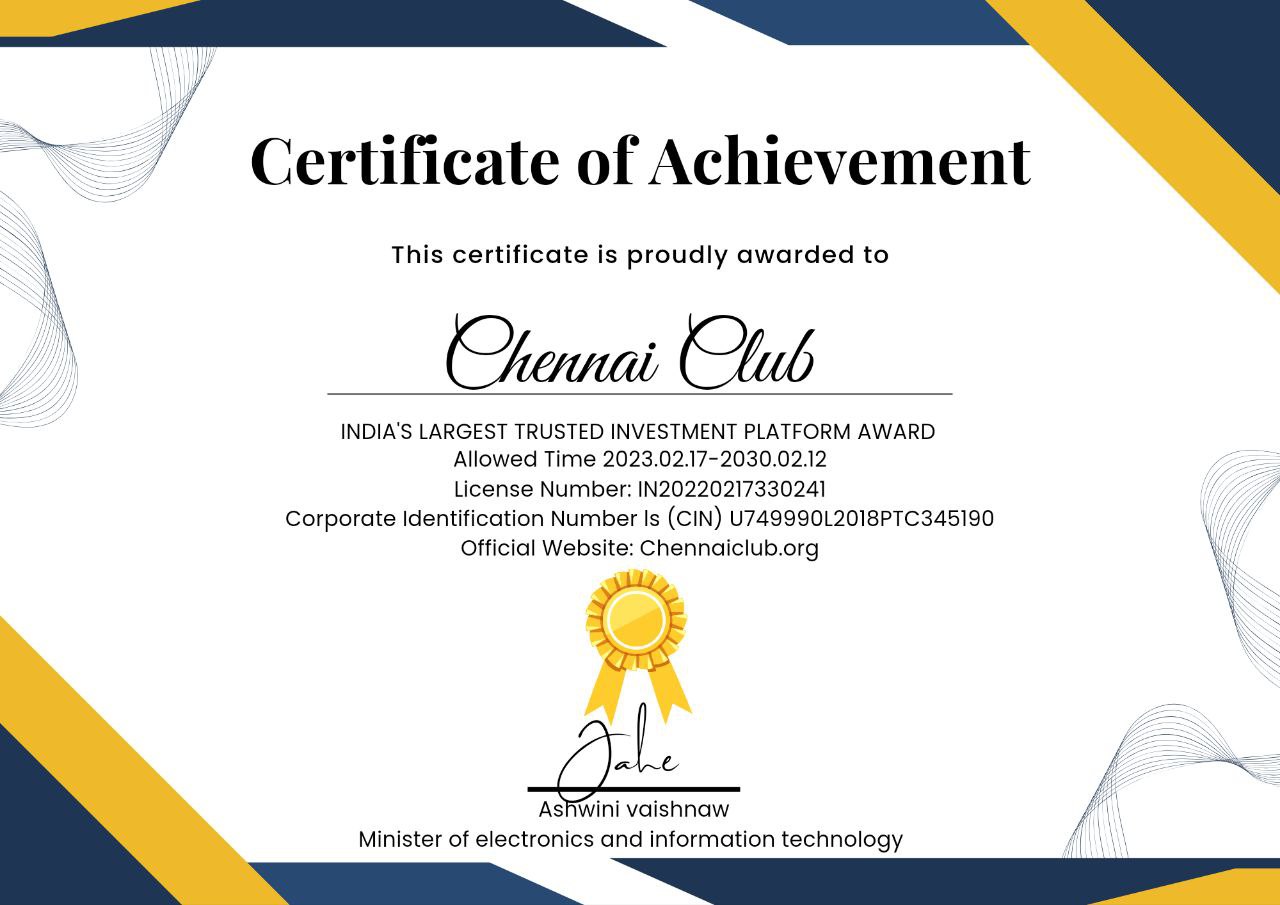 Certificate of Achievement
This certificate is proudly awarded to
Chennai Club
INDIA'S LARGEST TRUSTED INVESTMENT PLATFORM AWARD
Allowed Time 2023.02.17-2030.02.12
License Number: IN20220217330241
Corporate Identification Number ls (CIN) U749990L2018PTC345190
Official Website: Chennaiclub.org
Jahe
Ashwini vaishnaw
Minister of electronics and information technology